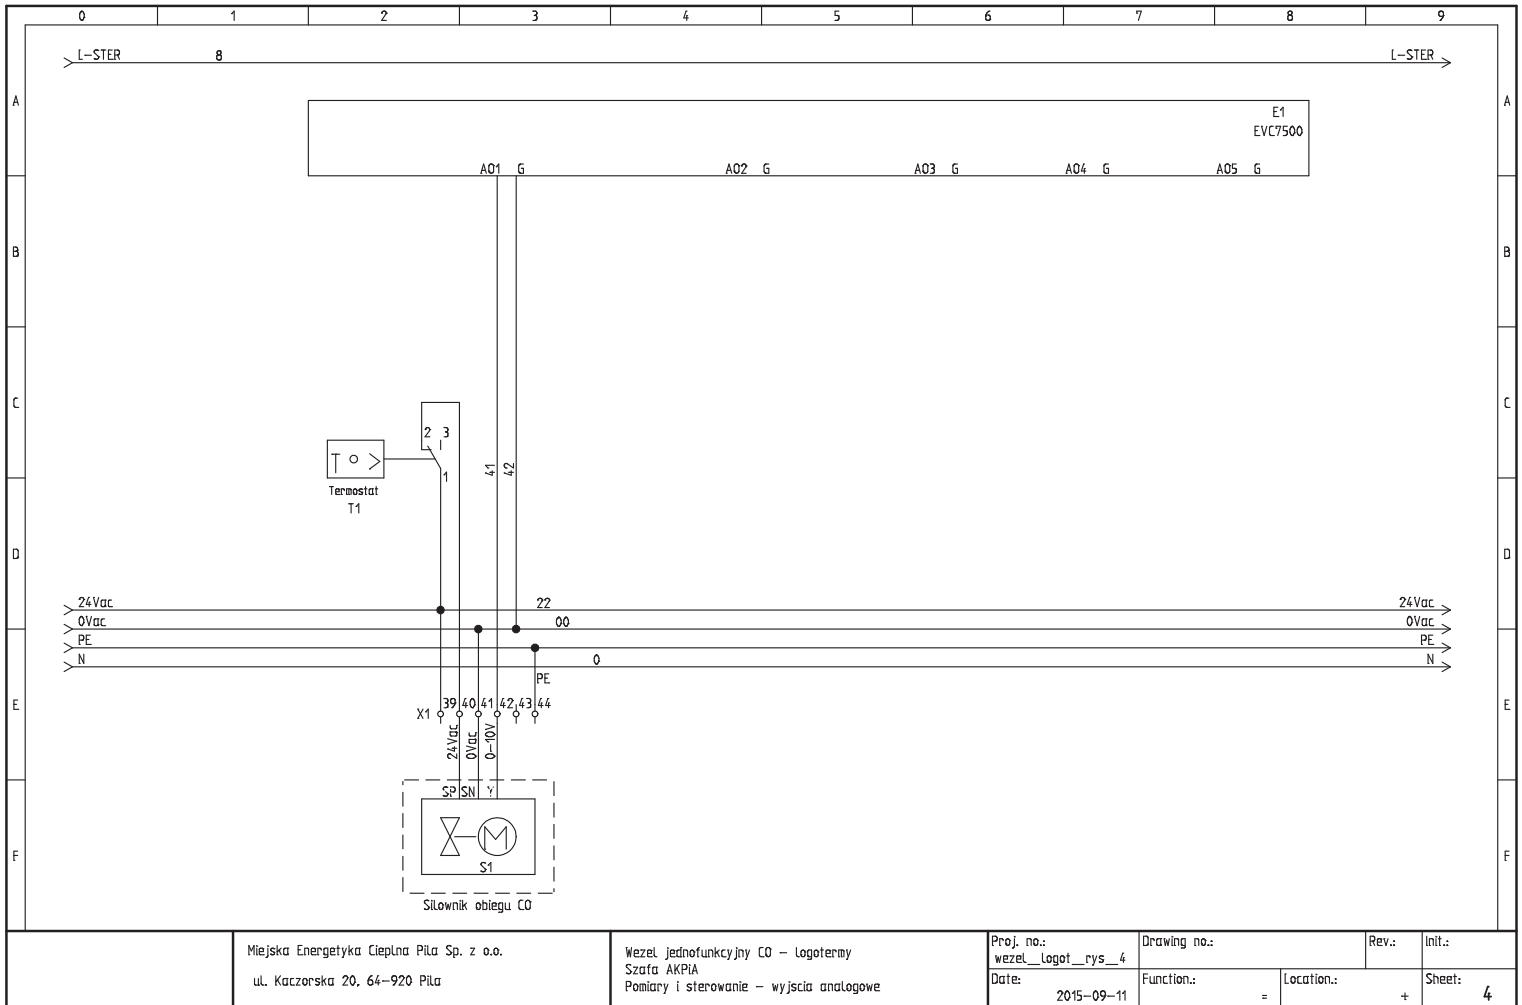 0 1 2 3 4 5 6 7 8 9
L-STER 8 L-STER
A A
E1
EVC7500
AO1 G AO2 G AO3 G AO4 G AO5 G
B B
C C
2 3
41 42
1
Termostat
T1
D D
24Vac 22 24Vac
0Vac 00 0Vac
PE PE
N 0 N
PE
E E
X1 39 40 41 42 43 44
24Vac 0Vac 0-10V
SP SN Y
M
F F
S1
Siłownik obiegu CO
Miejska Energetyka Cieplna Piła Sp. z o.o.
ul. Kaczorska 20, 64-920 Piła
Wezel jednofunkcyjny CO - logotermy
Szafa AKPiA
Pomiary i sterowanie - wyjscia analogowe
Proj. no.:
wezel__logot__rys__4
Drawing no.:
Rev.:
Init.:
Date:
2015-09-11
Function.:
=
Location.:
+
Sheet:
4